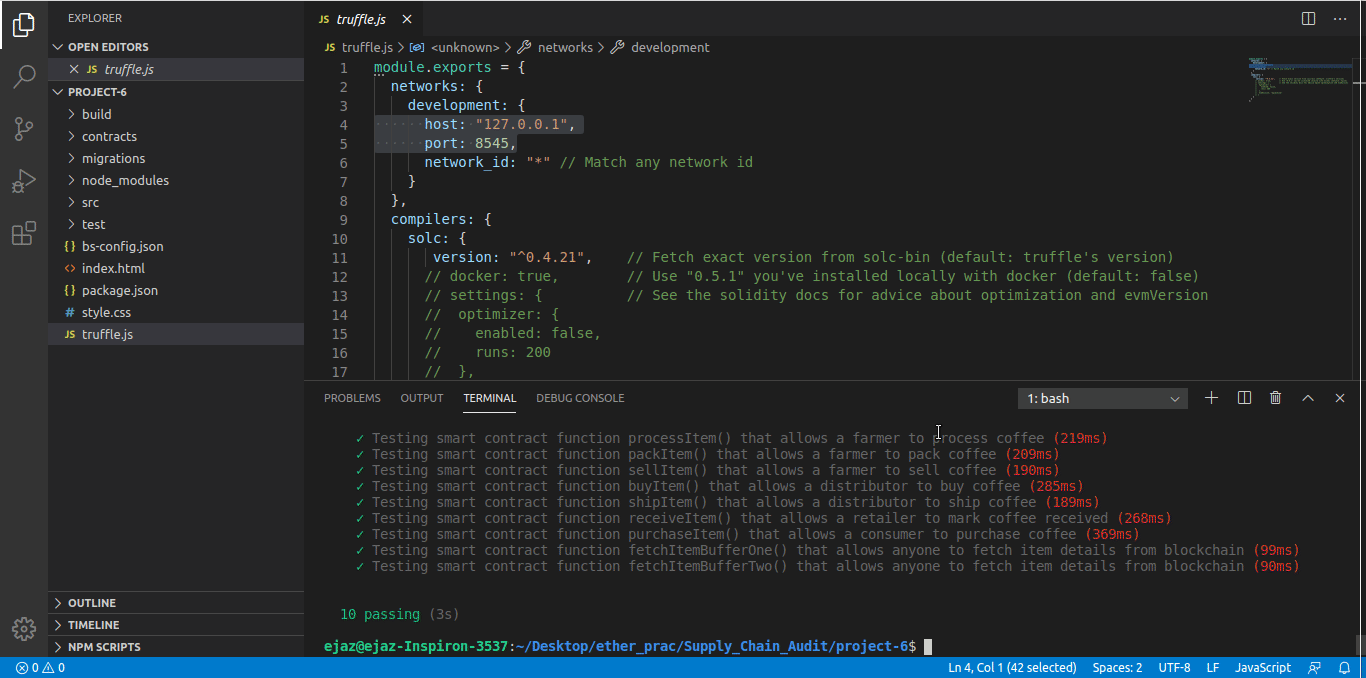 EXPLORER
OPEN EDITORS
JS truffle.js
PROJECT-6
build
contracts
migrations
node_modules
src
test
{} bs-config.json
<> index.html
{} package.json
# style.css
JS truffle.js
OUTLINE
TIMELINE
NPM SCRIPTS
JS truffle.js
JS truffle.js > <unknown> > networks > development
1 module.exports = {
2 networks: {
3 development: {
4 host: "127.0.0.1",
5 port: 8545,
6 network_id: "*" // Match any network id
7 }
8 },
9 compilers: {
10 solc: {
11 version: "^0.4.21", // Fetch exact version from solc-bin (default: truffle's version)
12 // docker: true, // Use "0.5.1" you've installed locally with docker (default: false)
13 // settings: { // See the solidity docs for advice about optimization and evmVersion
14 // optimizer: {
15 // enabled: false,
16 // runs: 200
17 // },
PROBLEMS OUTPUT TERMINAL DEBUG CONSOLE 1: bash
✓ Testing smart contract function processItem() that allows a farmer to process coffee (219ms)
✓ Testing smart contract function packItem() that allows a farmer to pack coffee (209ms)
✓ Testing smart contract function sellItem() that allows a farmer to sell coffee (190ms)
✓ Testing smart contract function buyItem() that allows a distributor to buy coffee (285ms)
✓ Testing smart contract function shipItem() that allows a distributor to ship coffee (189ms)
✓ Testing smart contract function receiveItem() that allows a retailer to mark coffee received (268ms)
✓ Testing smart contract function purchaseItem() that allows a consumer to purchase coffee (369ms)
✓ Testing smart contract function fetchItemBufferOne() that allows anyone to fetch item details from blockchain (99ms)
✓ Testing smart contract function fetchItemBufferTwo() that allows anyone to fetch item details from blockchain (90ms)
10 passing (3s)
ejaz@ejaz-Inspiron-3537:~/Desktop/ether_prac/Supply_Chain_Audit/project-6$
0 0 Ln 4, Col 1 (42 selected) Spaces: 2 UTF-8 LF JavaScript